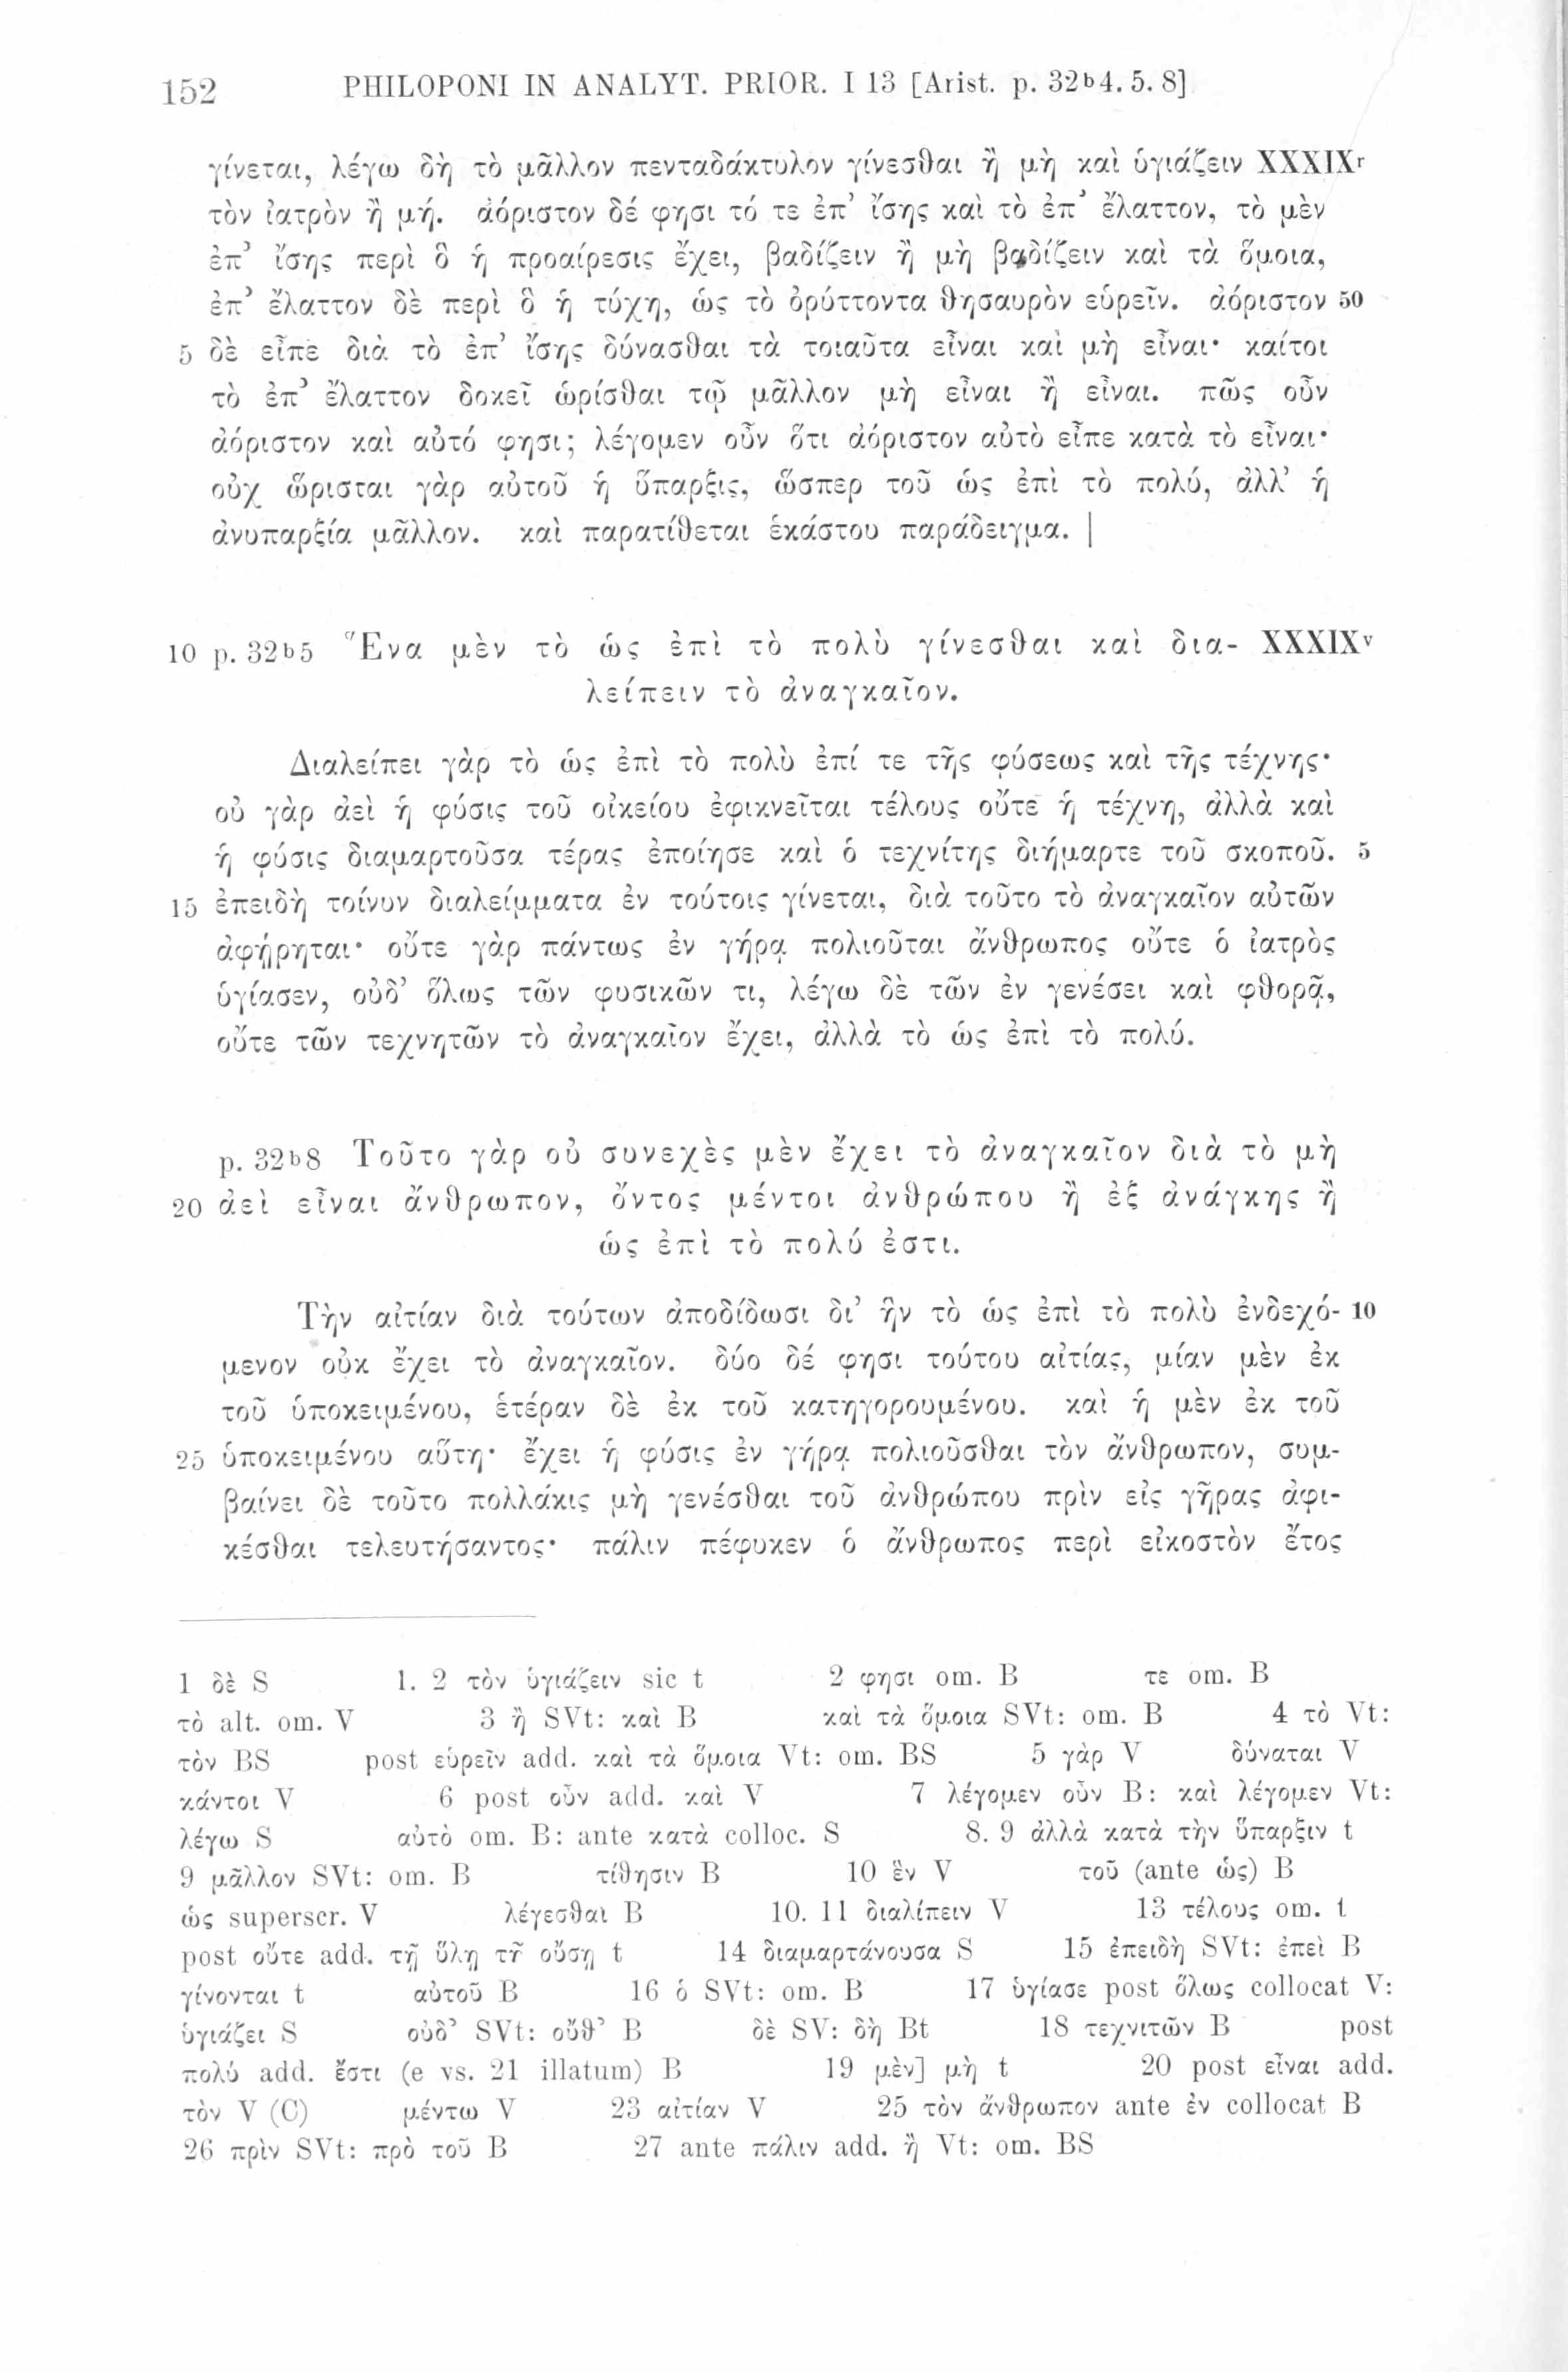 152 PHILOPONI IN ANALYT. PRIOR. I 13 [Arist. p. 32b4. 5. 8]
γίνεται, λέγω δὴ τὸ μᾶλλον πενταδάκτυλον γίνεσθαι ἢ μὴ καὶ ὑγιάζειν XXXIXr
τὸν ἰατρὸν ἢ μή. ἀόριστον δέ φησι τό τε ἐπ’ ἴσης καὶ τὸ ἐπ’ ἔλαττον, τὸ μὲν
ἐπ’ ἴσης περὶ ὃ ἡ προαίρεσις ἔχει, βαδίζειν ἢ μὴ βαδίζειν καὶ τὰ ὅμοια,
ἐπ’ ἔλαττον δὲ περὶ ὃ ἡ τύχη, ὡς τὸ ὀρύττοντα θησαυρὸν εὑρεῖν. ἀόριστον 50
5 δὲ εἶπε διὰ τὸ ἐπ’ ἴσης δύνασθαι τὰ τοιαῦτα εἶναι καὶ μὴ εἶναι· καίτοι
τὸ ἐπ’ ἔλαττον δοκεῖ ὡρίσθαι τῷ μᾶλλον μὴ εἶναι ἢ εἶναι. πῶς οὖν
ἀόριστον καὶ αὐτό φησι; λέγομεν οὖν ὅτι ἀόριστον αὐτὸ εἶπε κατὰ τὸ εἶναι·
οὐχ ὥρισται γὰρ αὐτοῦ ἡ ὕπαρξις, ὥσπερ τοῦ ὡς ἐπὶ τὸ πολύ, ἀλλ’ ἡ
ἀνυπαρξία μᾶλλον. καὶ παρατίθεται ἑκάστου παράδειγμα. |
10 p. 32b5 Ἕνα μὲν τὸ ὡς ἐπὶ τὸ πολὺ γίνεσθαι καὶ δια- XXXIXv
λείπειν τὸ ἀναγκαῖον.
Διαλείπει γὰρ τὸ ὡς ἐπὶ τὸ πολὺ ἐπί τε τῆς φύσεως καὶ τῆς τέχνης·
οὐ γὰρ ἀεὶ ἡ φύσις τοῦ οἰκείου ἐφικνεῖται τέλους οὔτε ἡ τέχνη, ἀλλὰ καὶ
ἡ φύσις διαμαρτοῦσα τέρας ἐποίησε καὶ ὁ τεχνίτης διήμαρτε τοῦ σκοποῦ. 5
15 ἐπειδὴ τοίνυν διαλείμματα ἐν τούτοις γίνεται, διὰ τοῦτο τὸ ἀναγκαῖον αὐτῶν
ἀφῄρηται· οὔτε γὰρ πάντως ἐν γήρᾳ πολιοῦται ἄνθρωπος οὔτε ὁ ἰατρὸς
ὑγίασεν, οὐδ’ ὅλως τῶν φυσικῶν τι, λέγω δὲ τῶν ἐν γενέσει καὶ φθορᾷ,
οὔτε τῶν τεχνητῶν τὸ ἀναγκαῖον ἔχει, ἀλλὰ τὸ ὡς ἐπὶ τὸ πολύ.
p. 32b8 Τοῦτο γὰρ οὐ συνεχὲς μὲν ἔχει τὸ ἀναγκαῖον διὰ τὸ μὴ
20 ἀεὶ εἶναι ἄνθρωπον, ὄντος μέντοι ἀνθρώπου ἢ ἐξ ἀνάγκης ἢ
ὡς ἐπὶ τὸ πολύ ἐστι.
Τὴν αἰτίαν διὰ τούτων ἀποδίδωσι δι’ ἣν τὸ ὡς ἐπὶ τὸ πολὺ ἐνδεχό- 10
μενον οὐκ ἔχει τὸ ἀναγκαῖον. δύο δέ φησι τούτου αἰτίας, μίαν μὲν ἐκ
τοῦ ὑποκειμένου, ἑτέραν δὲ ἐκ τοῦ κατηγορουμένου. καὶ ἡ μὲν ἐκ τοῦ
25 ὑποκειμένου αὕτη· ἔχει ἡ φύσις ἐν γήρᾳ πολιοῦσθαι τὸν ἄνθρωπον, συμ-
βαίνει δὲ τοῦτο πολλάκις μὴ γενέσθαι τοῦ ἀνθρώπου πρὶν εἰς γῆρας ἀφι-
κέσθαι τελευτήσαντος· πάλιν πέφυκεν ὁ ἄνθρωπος περὶ εἰκοστὸν ἔτος
1 δὲ S 1. 2 τὸν ὑγιάζειν sic t 2 φησι om. B τε om. B
τὸ alt. om. V 3 ἢ SVt: καὶ B καὶ τὰ ὅμοια SVt: om. B 4 τὸ Vt:
τὸν BS post εὑρεῖν add. καὶ τὰ ὅμοια Vt: om. BS 5 γὰρ V δύναται V
κάντοι V 6 post οὖν add. καὶ V 7 λέγομεν οὖν B: καὶ λέγομεν Vt:
λέγω S αὐτὸ om. B: ante κατὰ colloc. S 8. 9 ἀλλὰ κατὰ τὴν ὕπαρξιν t
9 μᾶλλον SVt: om. B τίθησιν B 10 ἓν V τοῦ (ante ὡς) B
ὡς superscr. V λέγεσθαι B 10. 11 διαλίπειν V 13 τέλους om. t
post οὔτε add. τῇ ὕλῃ τῇ οὔσῃ t 14 διαμαρτάνουσα S 15 ἐπειδὴ SVt: ἐπεὶ B
γίνονται t αὐτοῦ B 16 ὁ SVt: om. B 17 ὑγίασε post ὅλως collocat V:
ὑγιάζει S οὐδ’ SVt: οὔθ’ B δὲ SV: δὴ Bt 18 τεχνιτῶν B post
πολύ add. ἔστι (e vs. 21 illatum) B 19 μὲν] μὴ t 20 post εἶναι add.
τὸν V (C) μέντω V 23 αἰτίαν V 25 τὸν ἄνθρωπον ante ἐν collocat B
26 πρὶν SVt: πρὸ τοῦ B 27 ante πάλιν add. ἢ Vt: om. BS